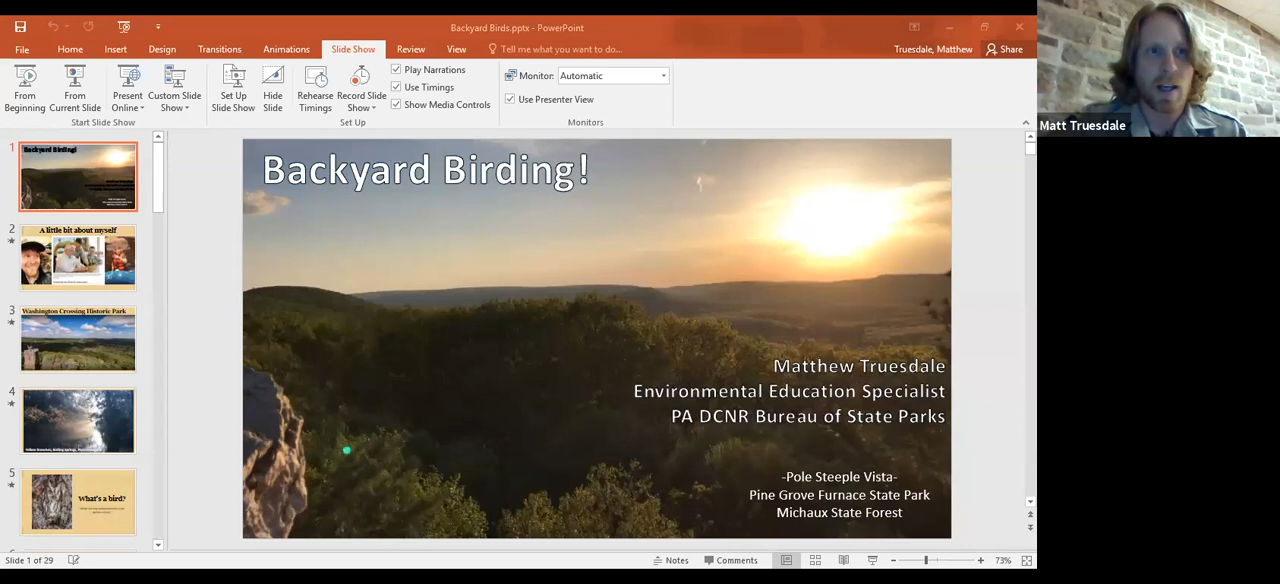 Backyard Birds.pptx - PowerPoint
File Home Insert Design Transitions Animations Slide Show Review View Tell me what you want to do... Truesdale, Matthew Share
From Beginning
From Current Slide
Present Online
Custom Slide Show
Start Slide Show
Set Up Slide Show
Hide Slide
Rehearse Timings
Record Slide Show
Play Narrations
Use Timings
Show Media Controls
Set Up
Monitor: Automatic
Use Presenter View
Monitors
Matt Truesdale
1
Backyard Birding!
2
A little bit about myself
3
Washington Crossing Historic Park
4
5
What's a bird?
Backyard Birding!
Matthew Truesdale
Environmental Education Specialist
PA DCNR Bureau of State Parks
-Pole Steeple Vista-
Pine Grove Furnace State Park
Michaux State Forest
Slide 1 of 29 Notes Comments 73%